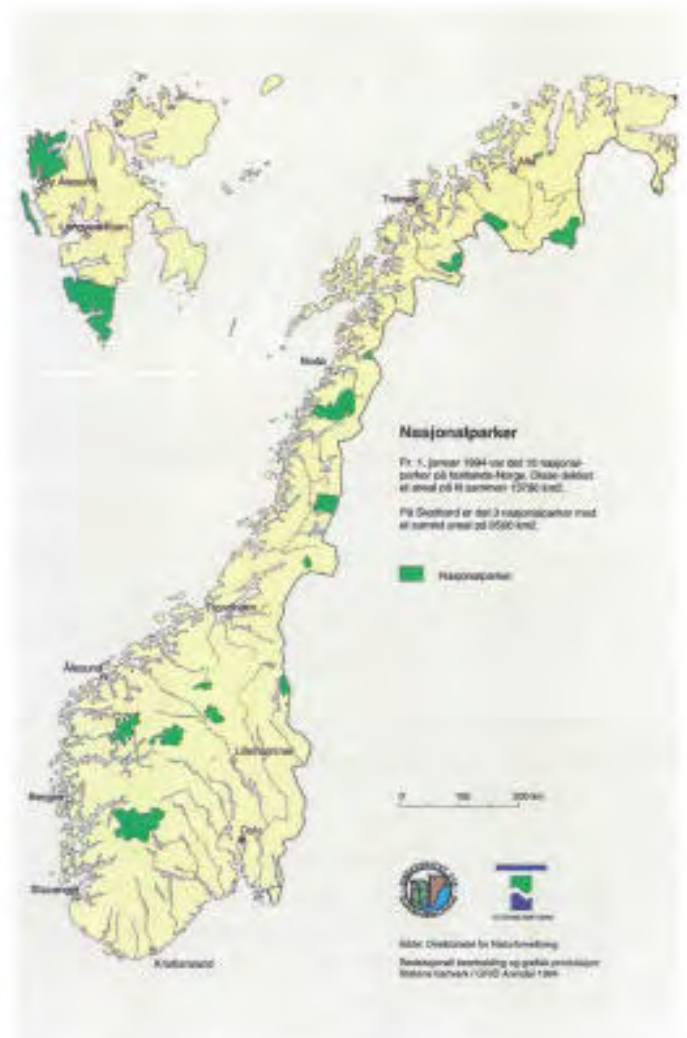 Ny Ålesund
Longyearbyen
Alta
Tromsø
Bodø
Nasjonalparker
Pr. 1. januar 1994 var det 18 nasjonal-
parker på fastlands-Norge. Disse dekket
et areal på til sammen 13790 km2.
På Svalbard er det 3 nasjonalparker med
et samlet areal på
Nasjonalparker
Trondheim
Ålesund
Lillehammer
Bergen
Oslo
Stavanger
Kristiansand
0 100 200 km
Kilde: Direktoratet for Naturforvaltning
Redaksjonell bearbeiding og grafisk produksjon:
Statens kartverk / GRID Arendal 1994